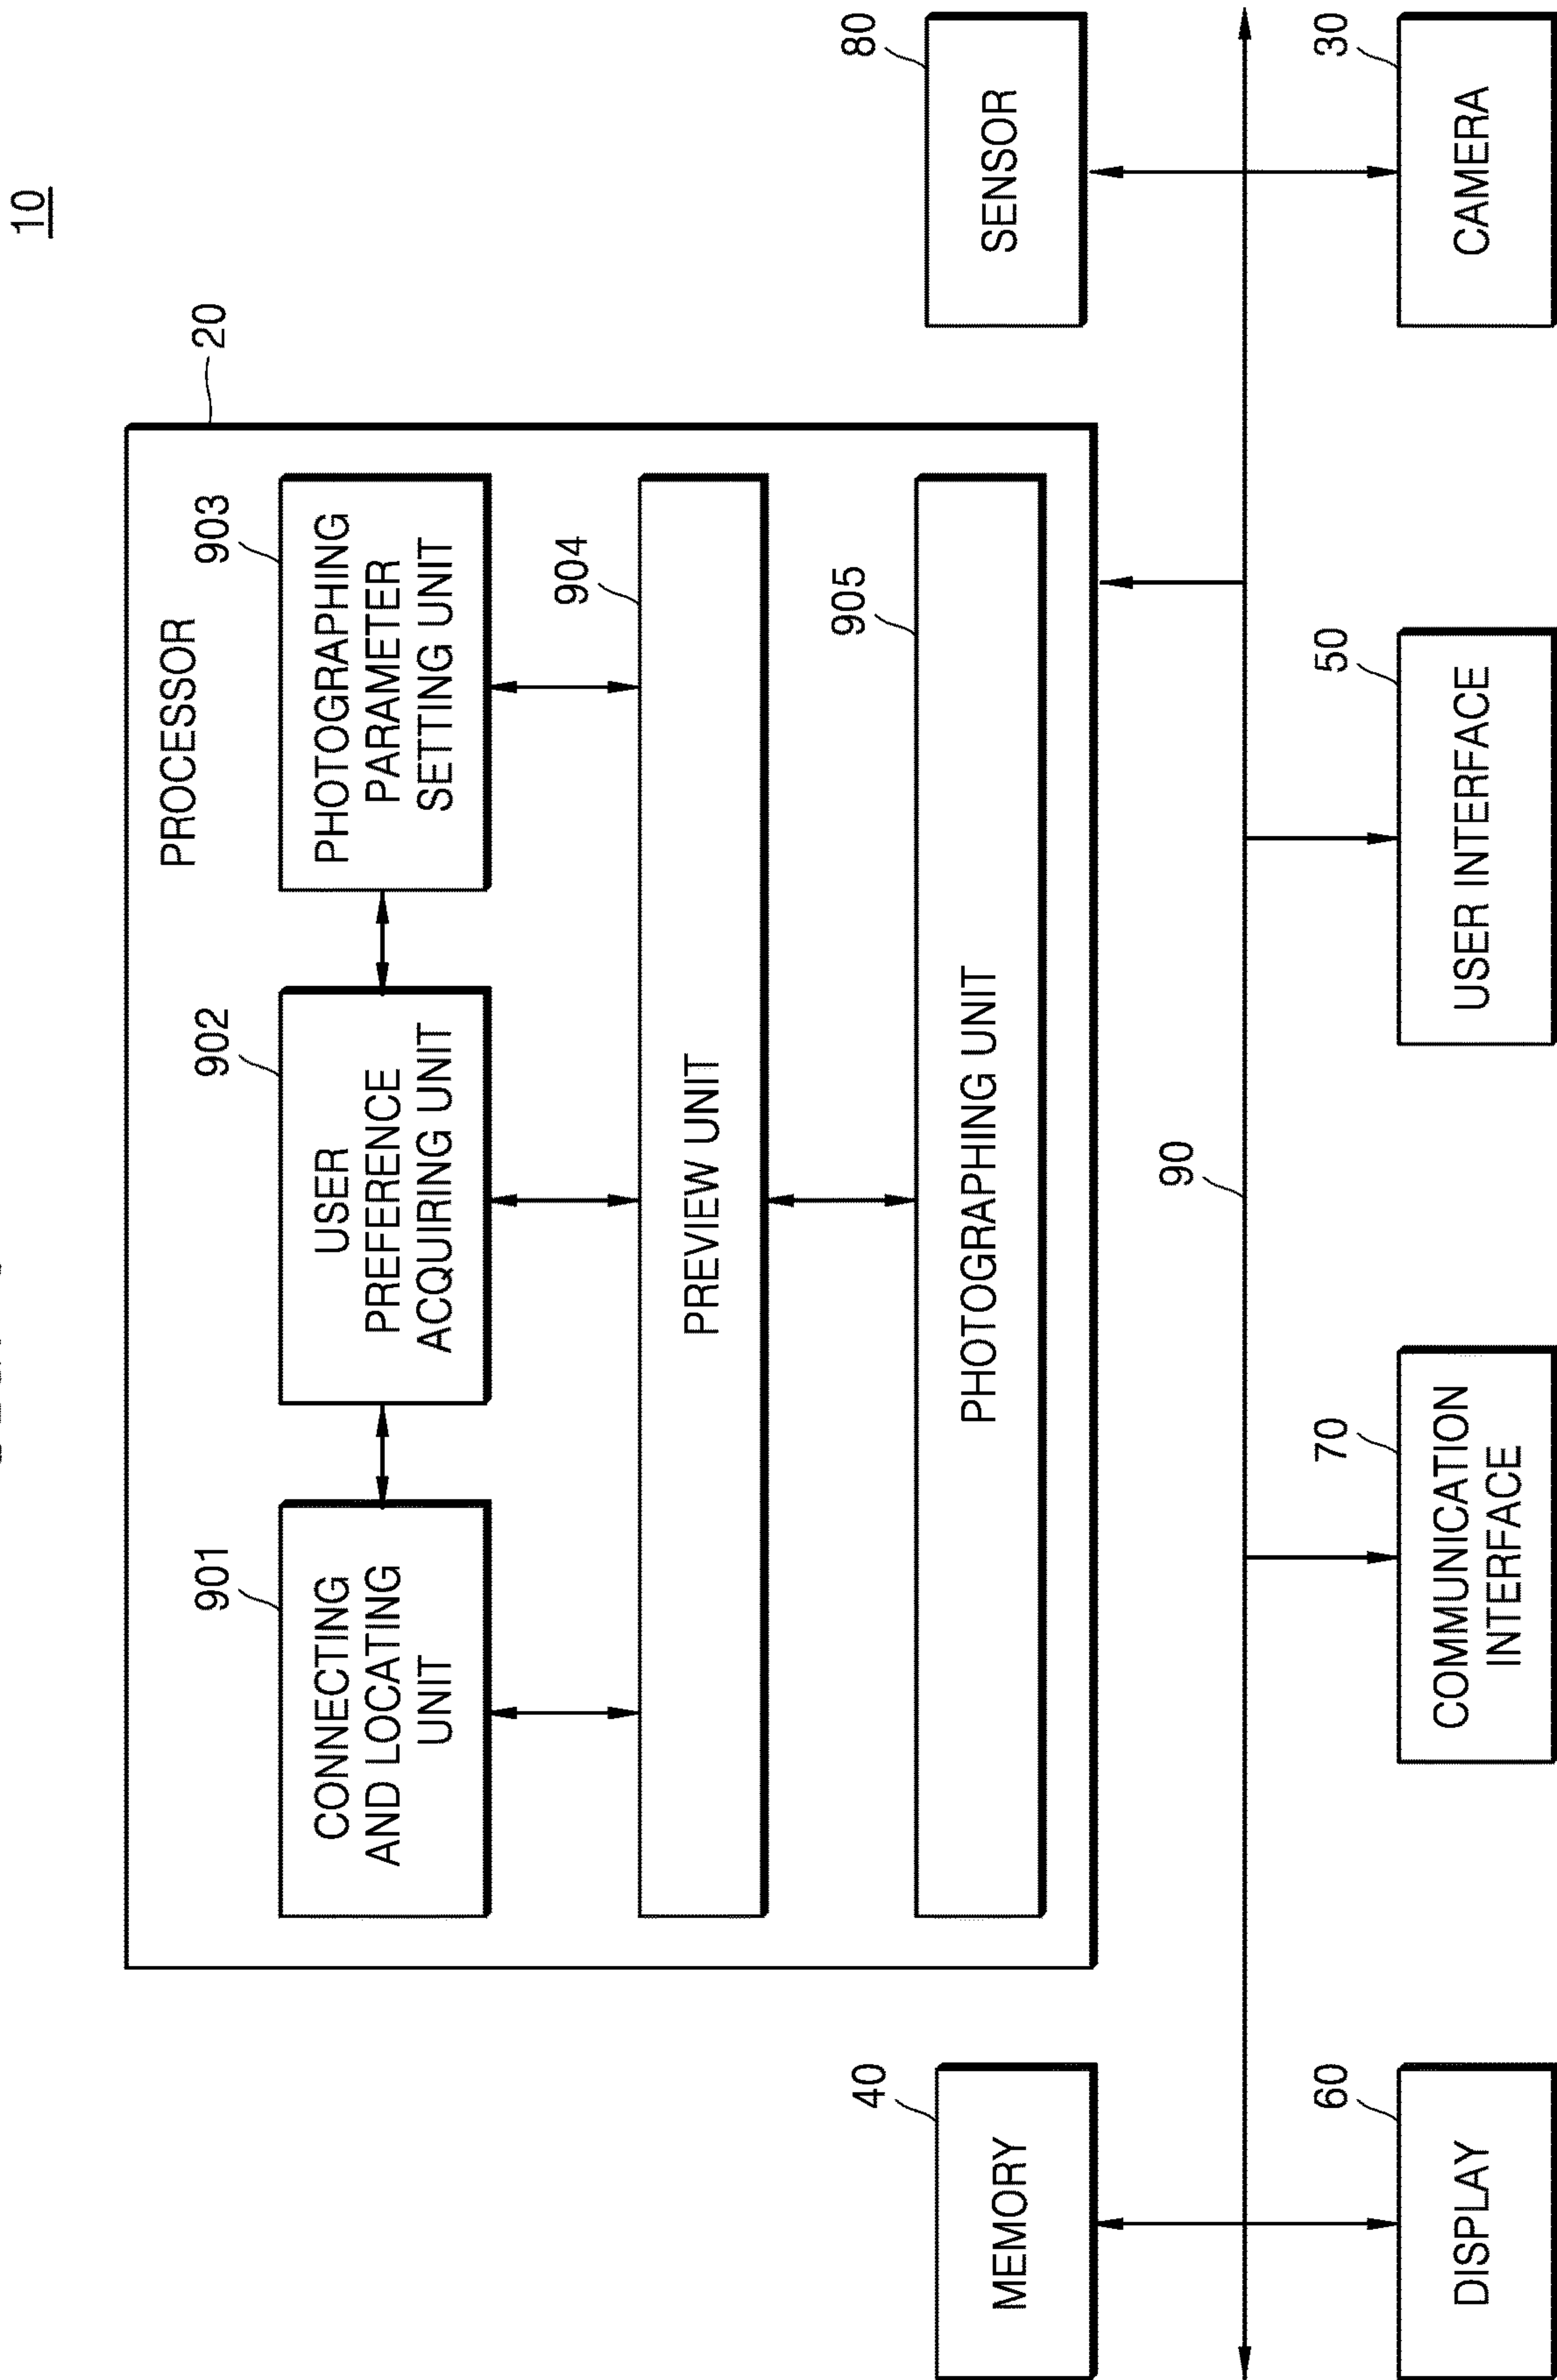 10
20
PROCESSOR
901
CONNECTING
AND LOCATING
UNIT
902
USER
PREFERENCE
ACQUIRING UNIT
903
PHOTOGRAPHING
PARAMETER
SETTING UNIT
904
PREVIEW UNIT
905
PHOTOGRAPHING UNIT
40
MEMORY
80
SENSOR
90
60
DISPLAY
70
COMMUNICATION
INTERFACE
50
USER INTERFACE
30
CAMERA